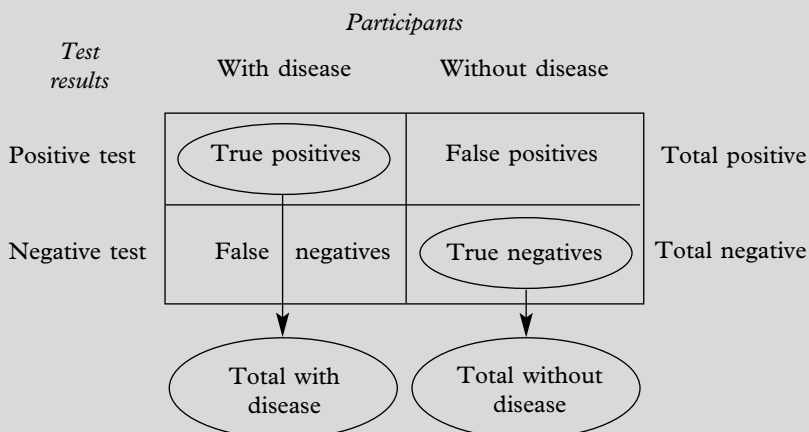 Participants
Test
results
With disease
Without disease
Positive test
True positives
False positives
Total positive
Negative test
False negatives
True negatives
Total negative
Total with
disease
Total without
disease